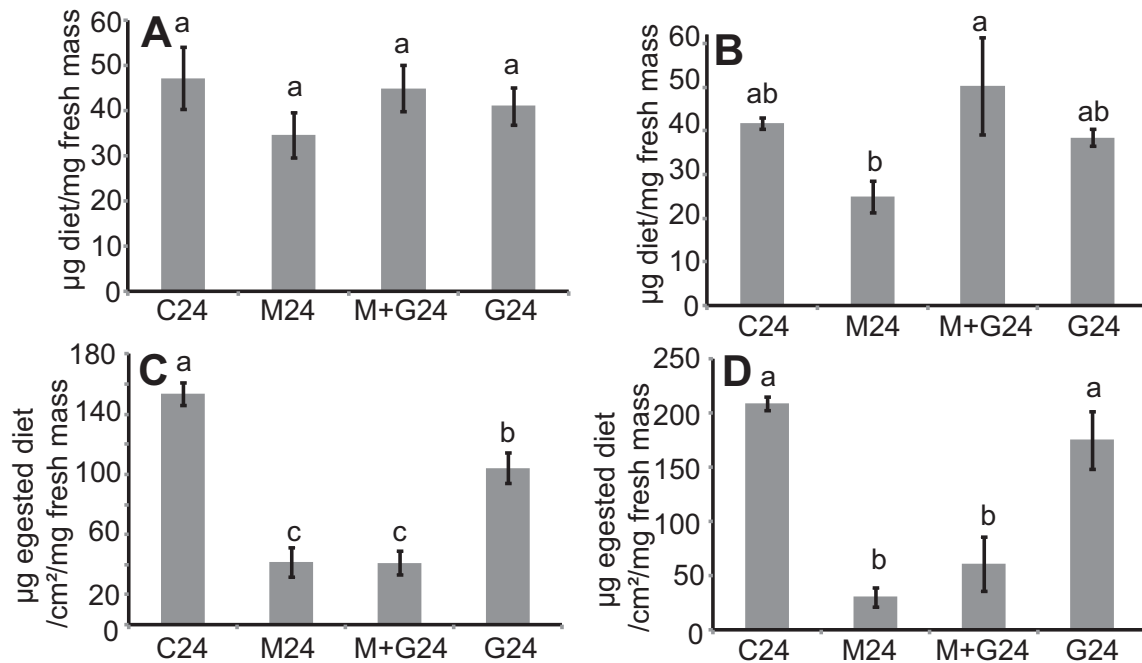 A
µg diet/mg fresh mass
60
50
40
30
20
10
0
a
a
a
a
C24
M24
M+G24
G24
B
µg diet/mg fresh mass
60
50
40
30
20
10
0
ab
b
a
ab
C24
M24
M+G24
G24
C
µg egested diet
/cm²/mg fresh mass
180
140
100
60
20
0
a
c
c
b
C24
M24
M+G24
G24
D
µg egested diet
/cm²/mg fresh mass
250
200
150
100
50
0
a
b
b
a
C24
M24
M+G24
G24